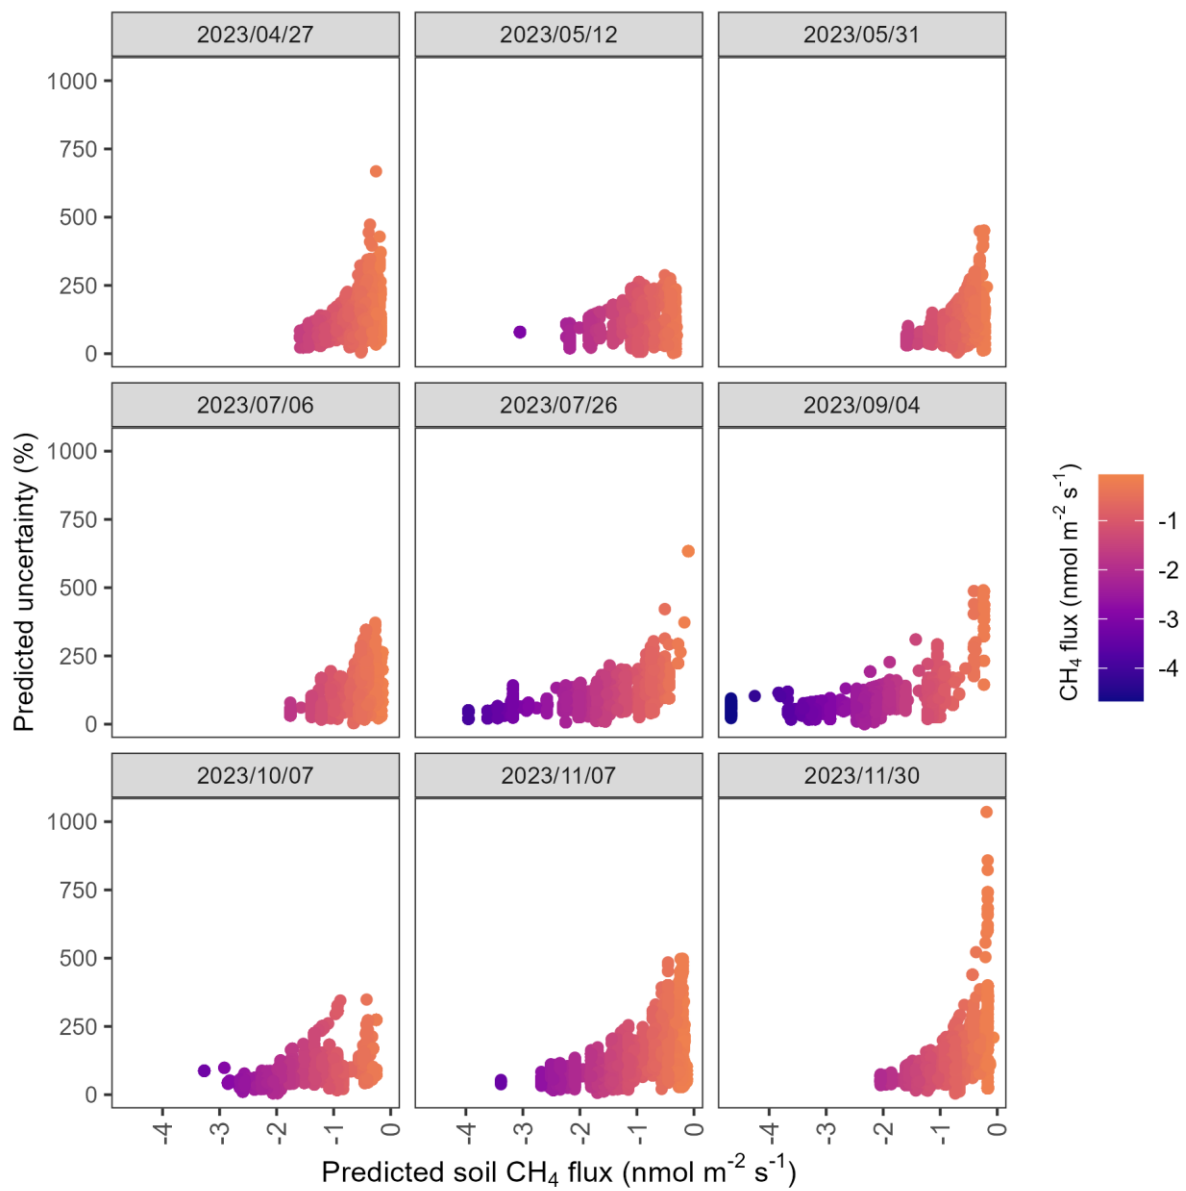 2023/04/27 2023/05/12 2023/05/31
1000
750
500
250
0
2023/07/06 2023/07/26 2023/09/04
1000
750
500
250
0
2023/10/07 2023/11/07 2023/11/30
1000
750
500
250
0
-4 -3 -2 -1 0 -4 -3 -2 -1 0 -4 -3 -2 -1 0
Predicted soil CH₄ flux (nmol m⁻² s⁻¹)
Predicted uncertainty (%)
CH₄ flux (nmol m⁻² s⁻¹)
-1
-2
-3
-4